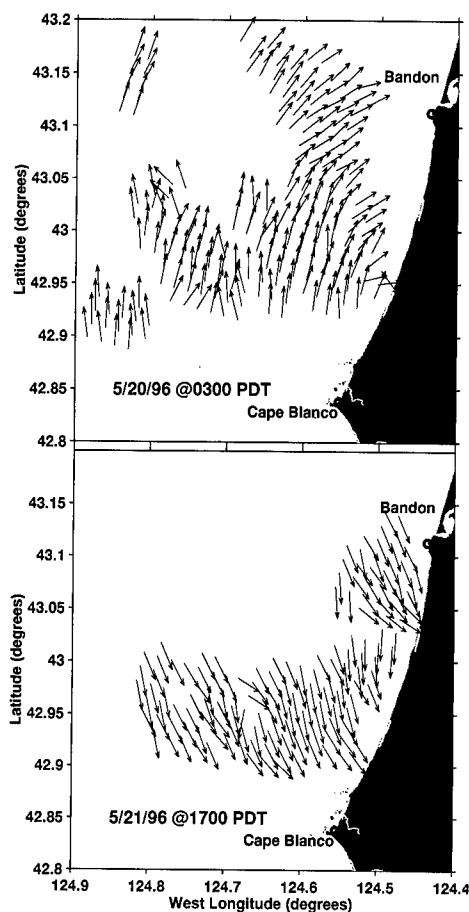 43.2
43.15
Bandon
43.1
43.05
43
42.95
42.9
42.85
42.8
Latitude (degrees)
5/20/96 @0300 PDT
Cape Blanco
43.15
Bandon
43.1
43.05
43
42.95
42.9
42.85
42.8
Latitude (degrees)
5/21/96 @1700 PDT
Cape Blanco
124.9 124.8 124.7 124.6 124.5 124.4
West Longitude (degrees)